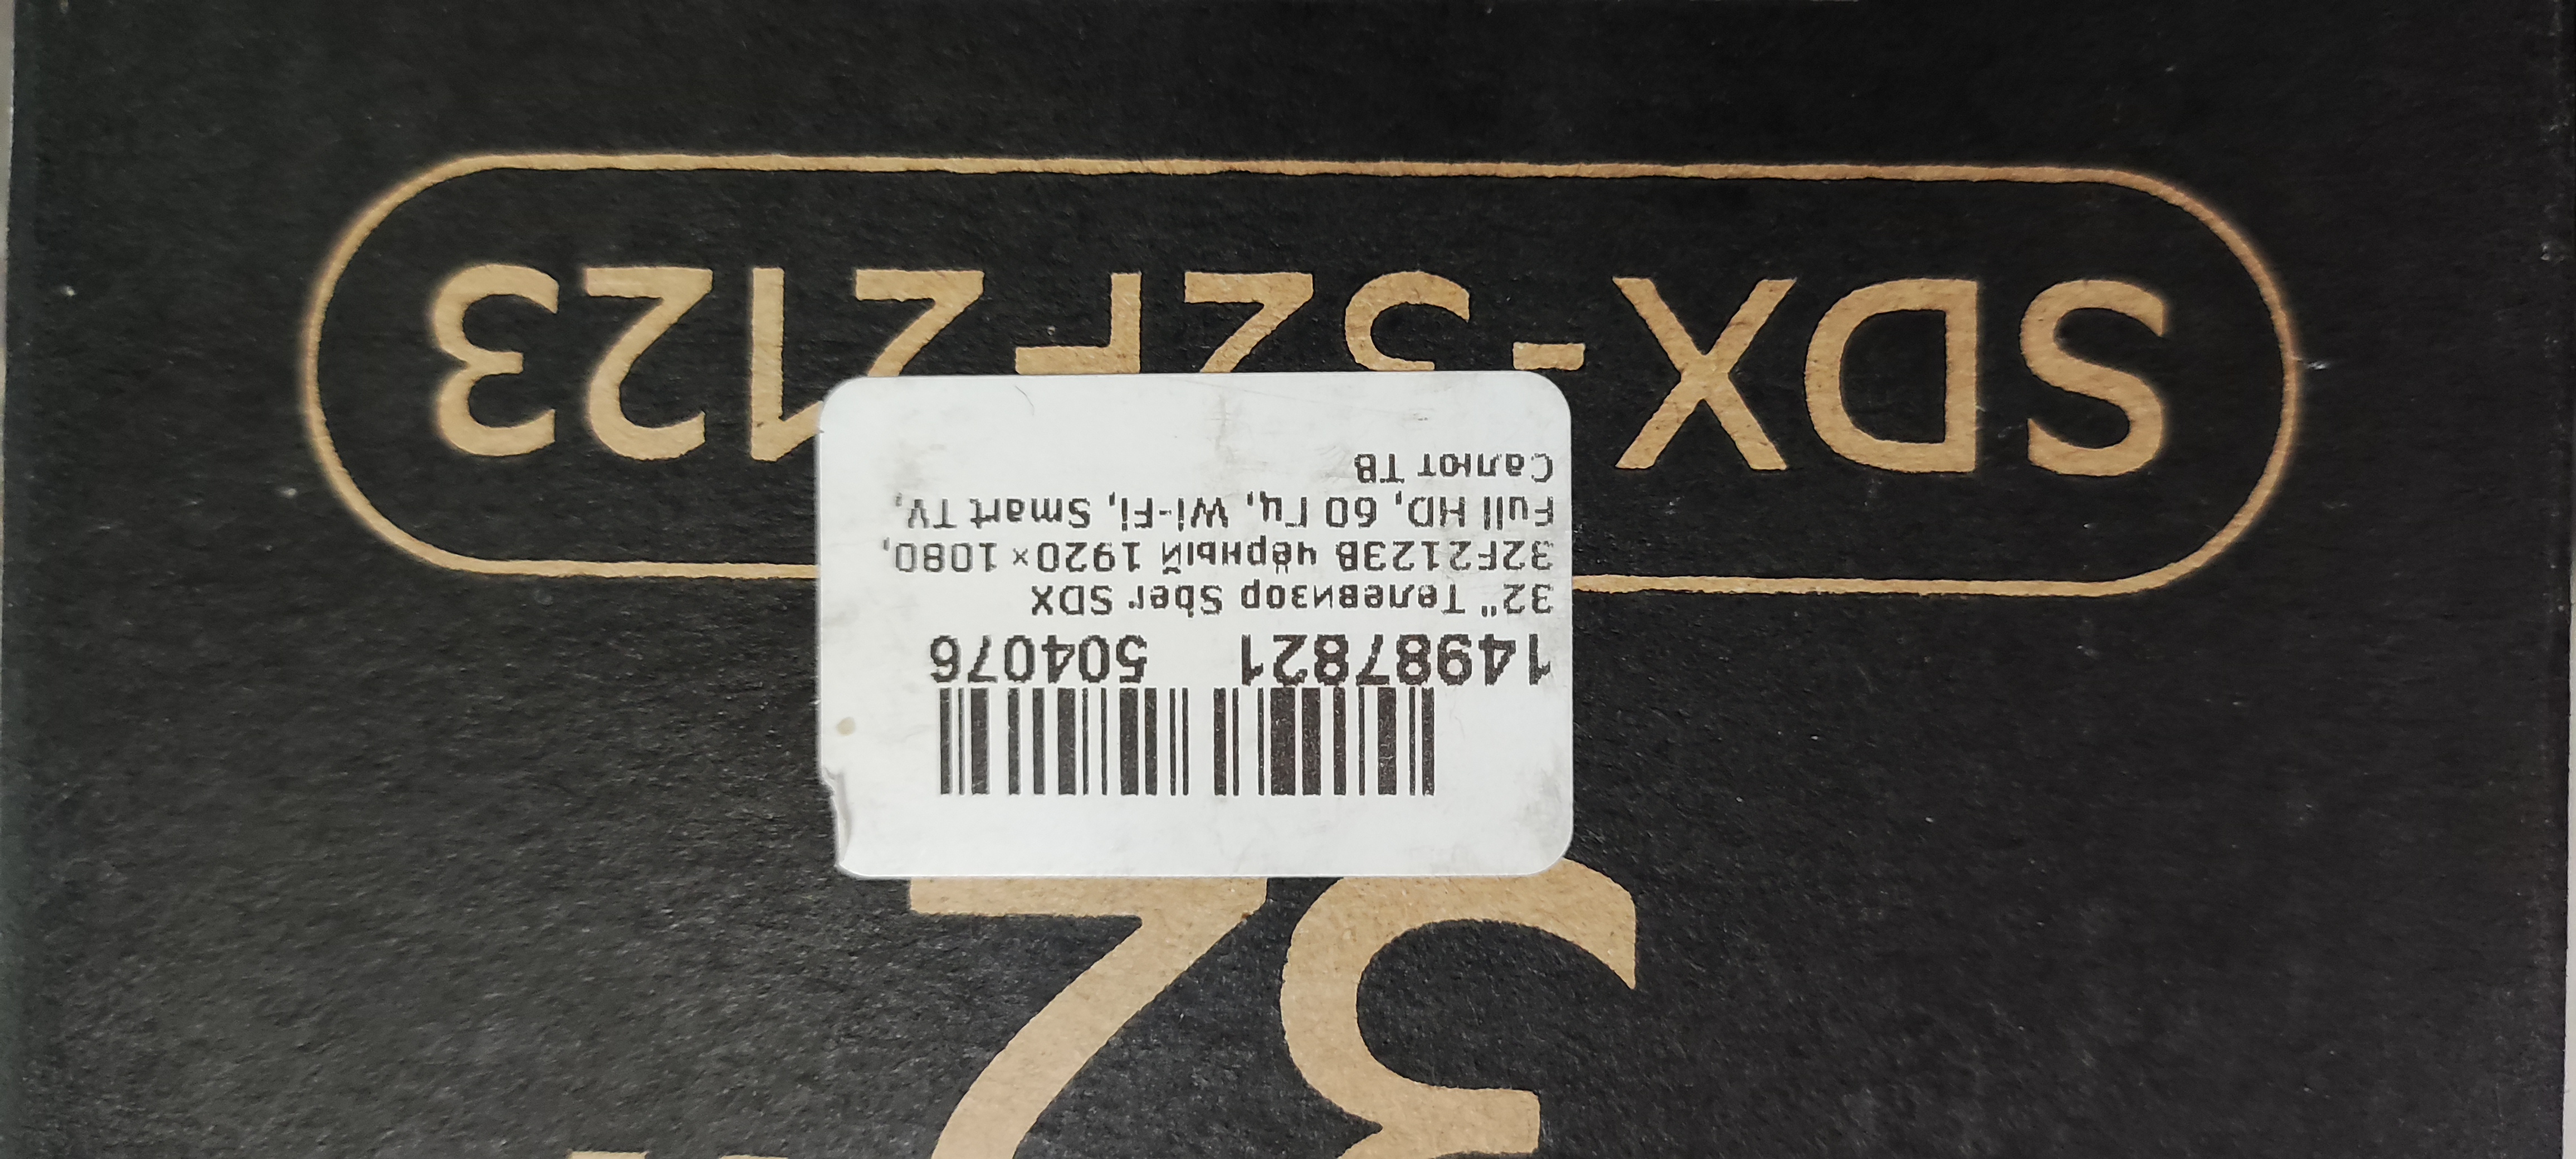 32
14987821 504076
32" Телевизор Sber SDX
32F2123B чёрный 1920×1080,
Full HD, 60 Гц, Wi-Fi, Smart TV,
Салют ТВ
SDX-32F2123